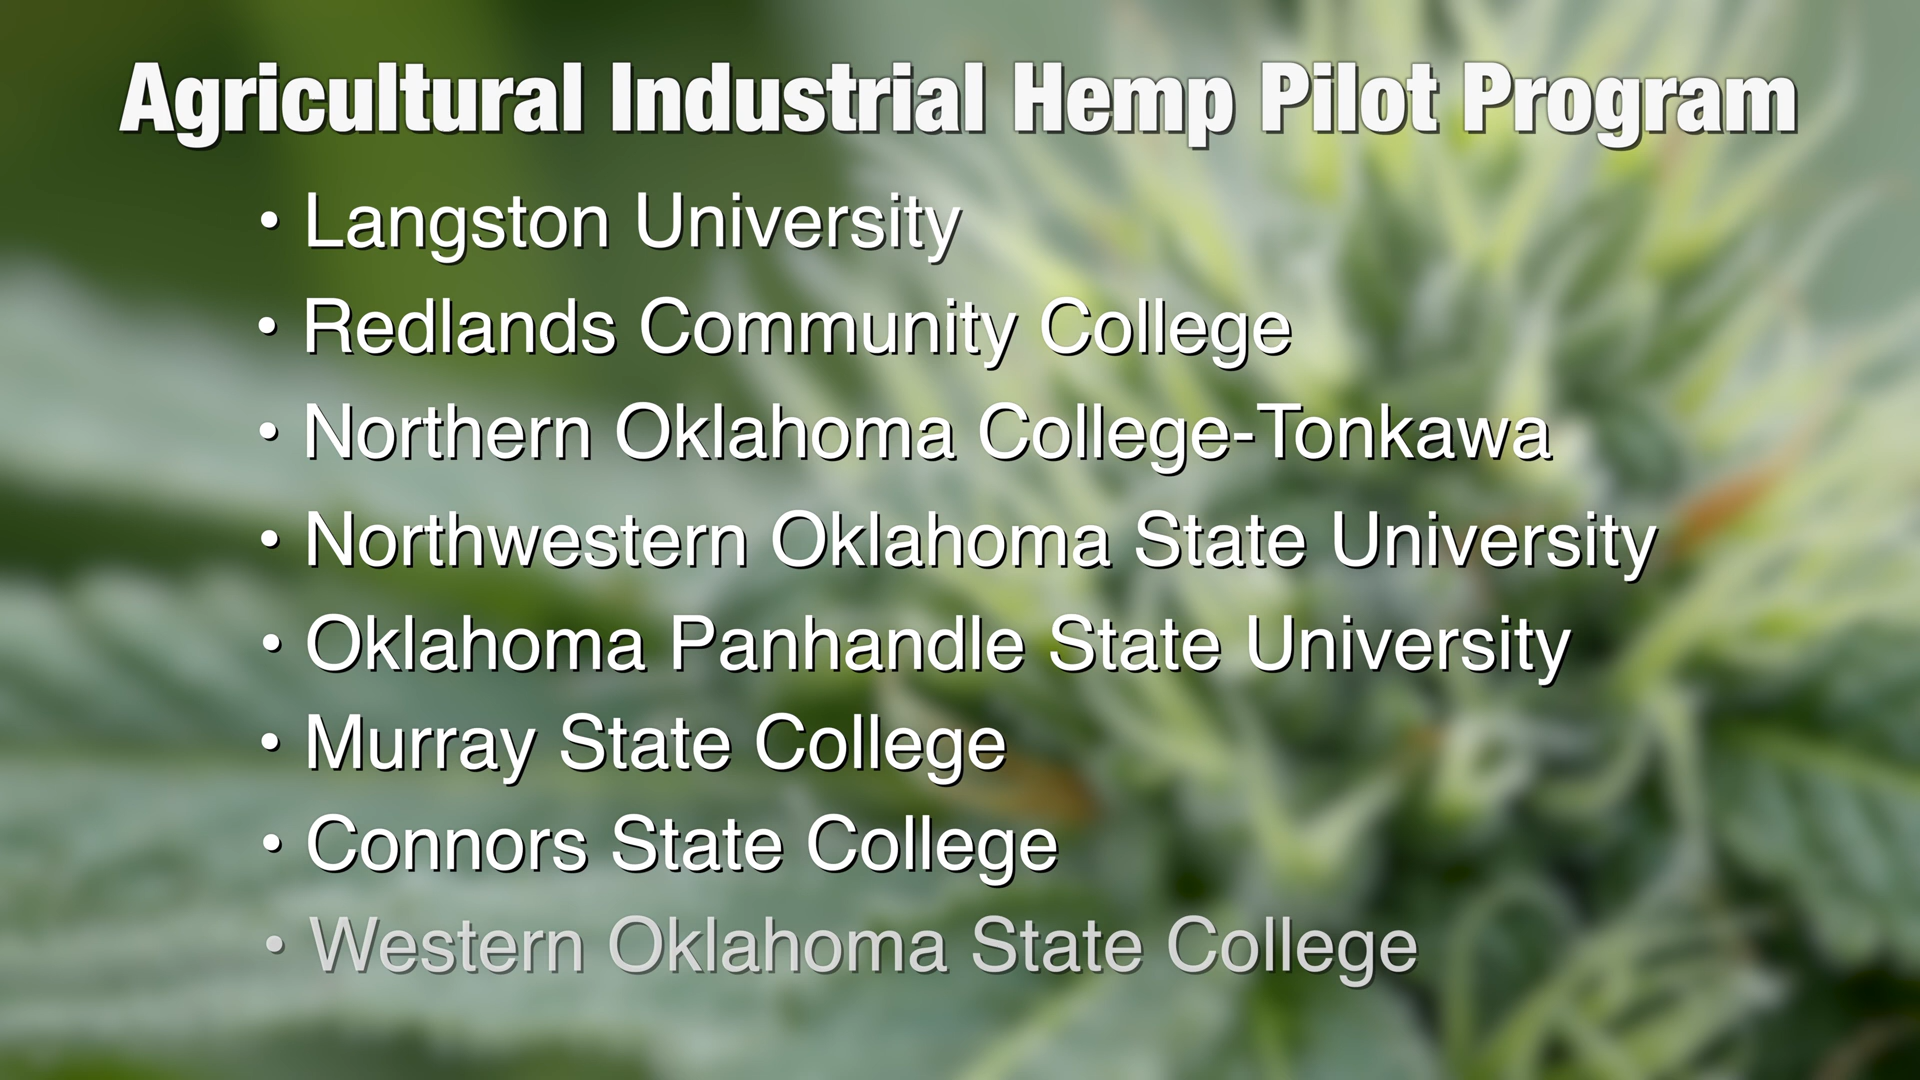 Agricultural Industrial Hemp Pilot Program
• Langston University
• Redlands Community College
• Northern Oklahoma College-Tonkawa
• Northwestern Oklahoma State University
• Oklahoma Panhandle State University
• Murray State College
• Connors State College
• Western Oklahoma State College